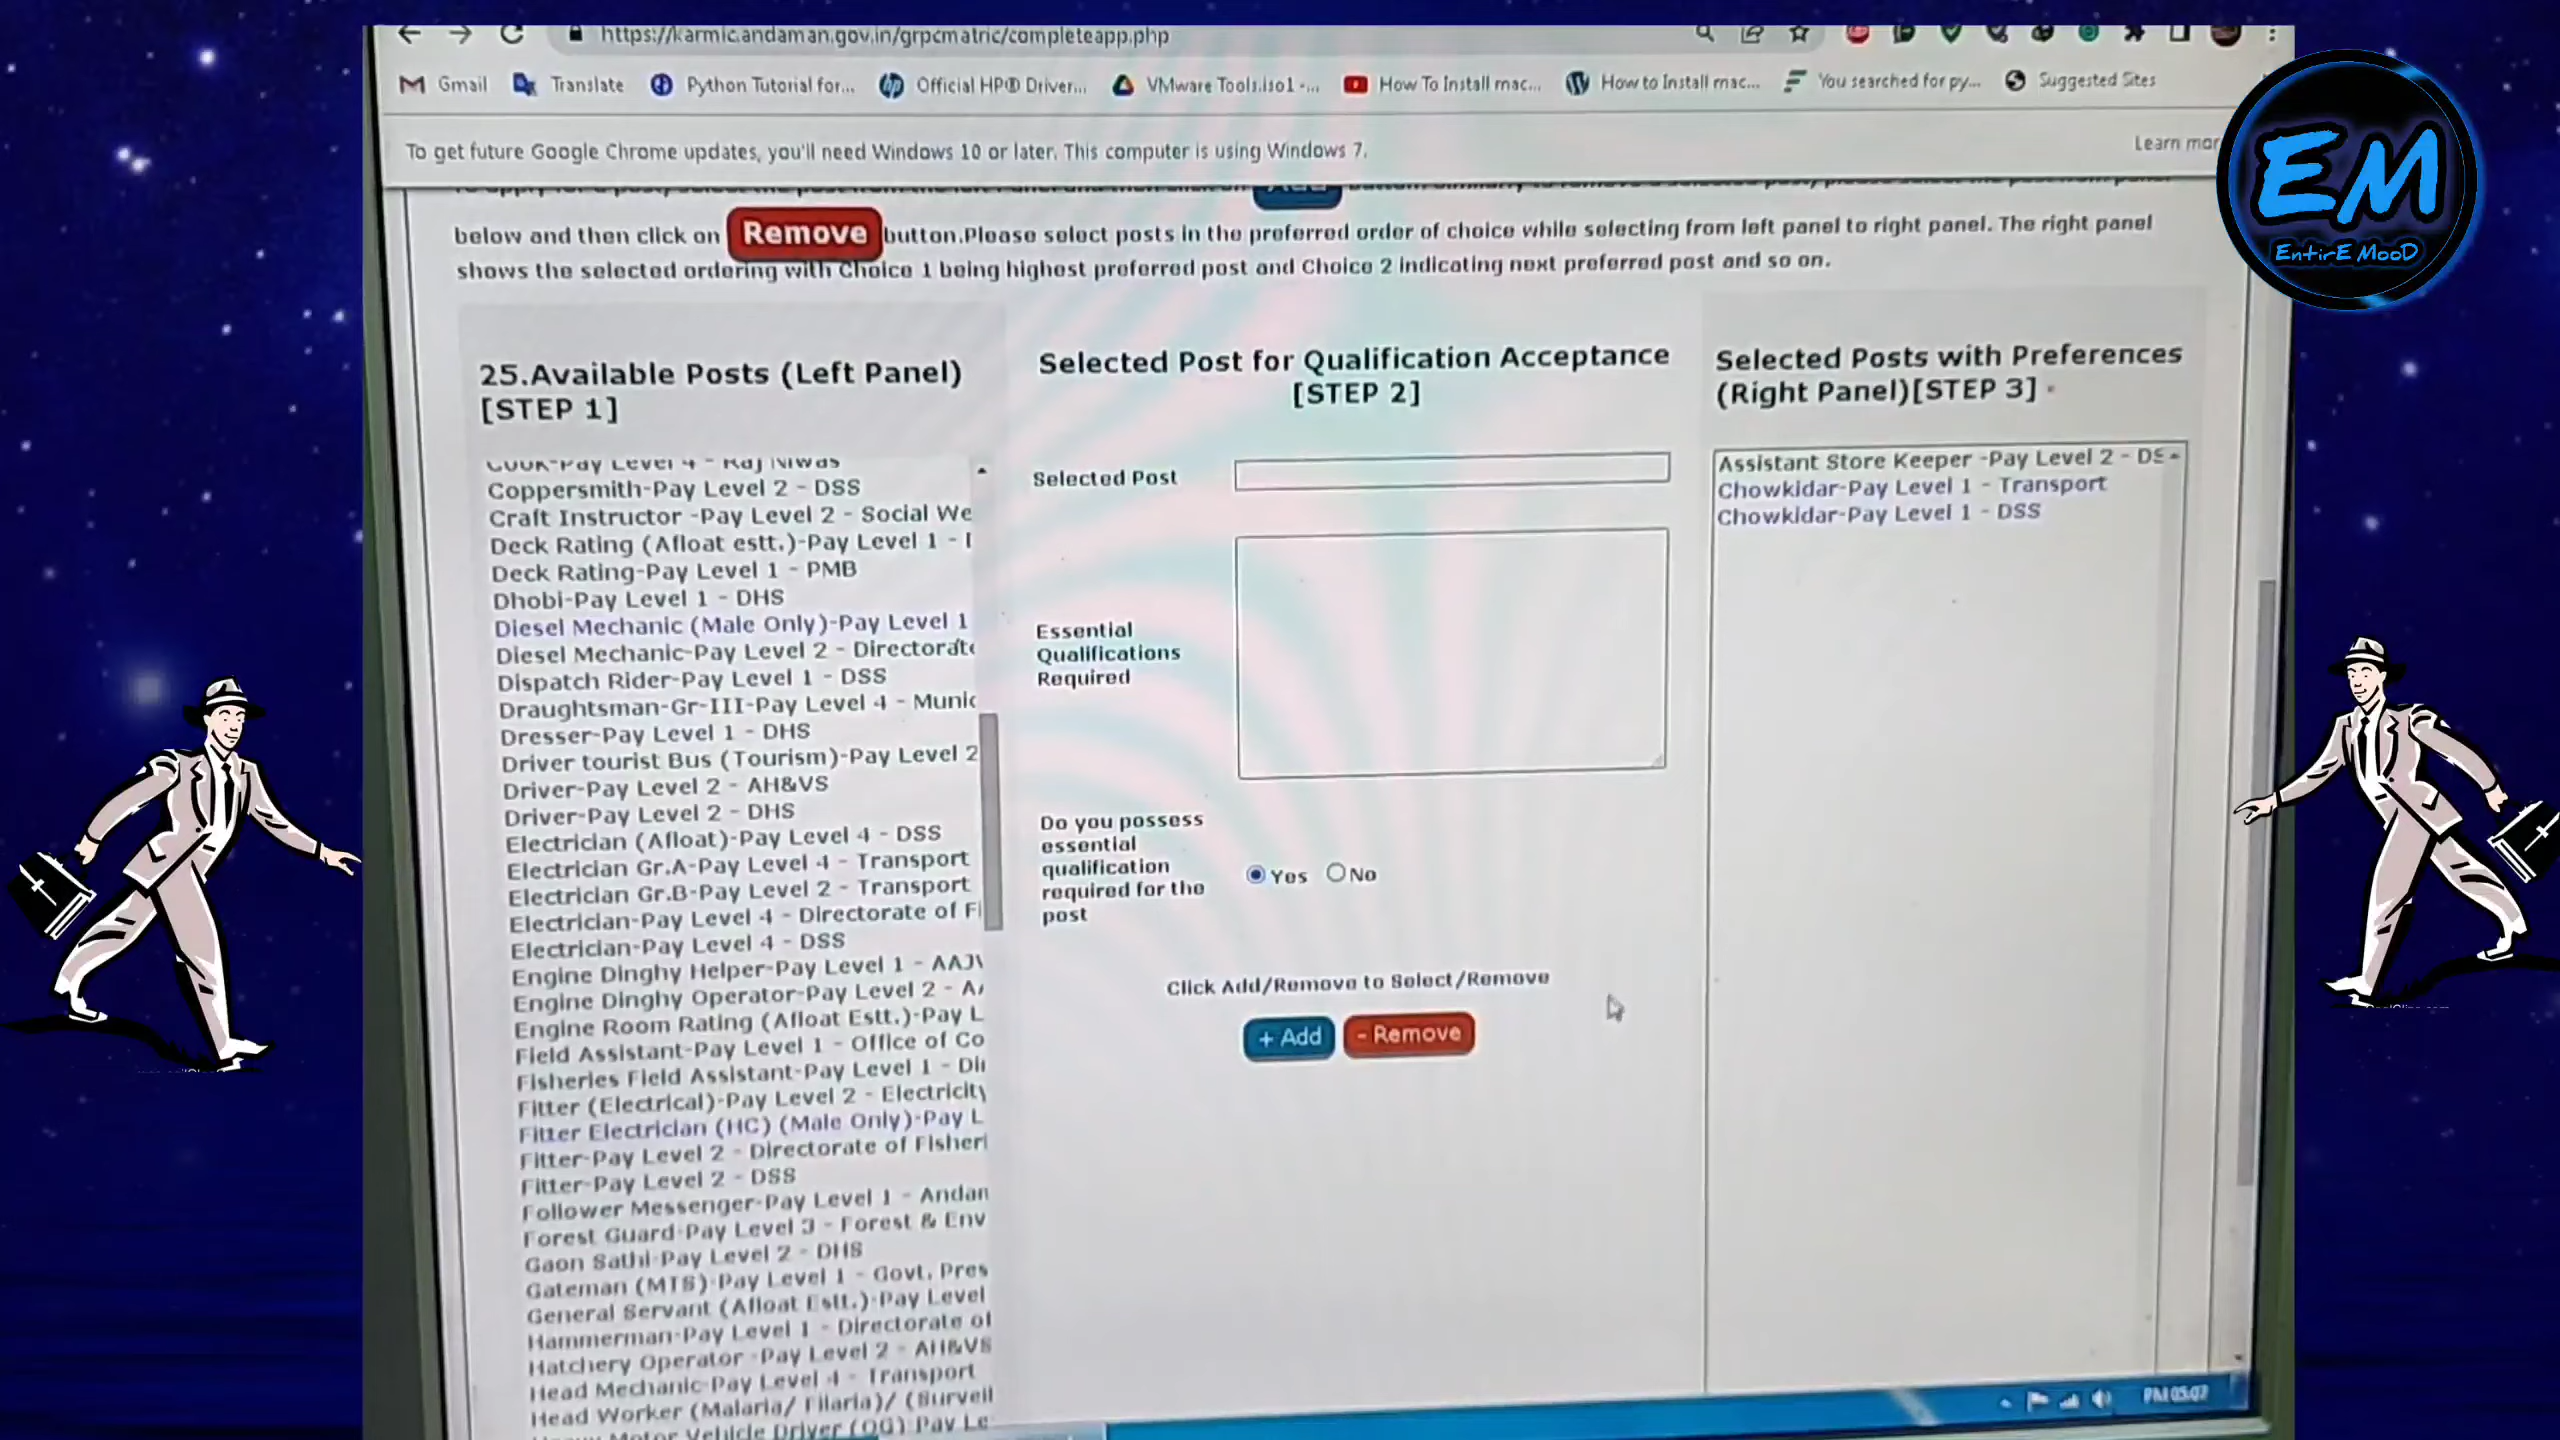 https://karmic.andaman.gov.in/grpcmatric/completeapp.php
Gmail Translate Python Tutorial for... Official HP® Driver... VMware Tools.iso1 -... How To Install mac... How to Install mac... You searched for py... Suggested Sites
To get future Google Chrome updates, you'll need Windows 10 or later. This computer is using Windows 7.
Learn mor
EM
EntirE MooD
below and then click on Remove button.Please select posts in the preferred order of choice while selecting from left panel to right panel. The right panel
shows the selected ordering with Choice 1 being highest preferred post and Choice 2 indicating next preferred post and so on.
25.Available Posts (Left Panel)
[STEP 1]
Cook-Pay Level 4 - Raj Niwas
Coppersmith-Pay Level 2 - DSS
Craft Instructor -Pay Level 2 - Social We
Deck Rating (Afloat estt.)-Pay Level 1 -
Deck Rating-Pay Level 1 - PMB
Dhobi-Pay Level 1 - DHS
Diesel Mechanic (Male Only)-Pay Level 1
Diesel Mechanic-Pay Level 2 - Directorate
Dispatch Rider-Pay Level 1 - DSS
Draughtsman-Gr-III-Pay Level 4 - Munic
Dresser-Pay Level 1 - DHS
Driver tourist Bus (Tourism)-Pay Level 2
Driver-Pay Level 2 - AH&VS
Driver-Pay Level 2 - DHS
Electrician (Afloat)-Pay Level 4 - DSS
Electrician Gr.A-Pay Level 4 - Transport
Electrician Gr.B-Pay Level 2 - Transport
Electrician-Pay Level 4 - Directorate of Fi
Electrician-Pay Level 4 - DSS
Engine Dinghy Helper-Pay Level 1 - AAJV
Engine Dinghy Operator-Pay Level 2 - A
Engine Room Rating (Afloat Estt.)-Pay L
Field Assistant-Pay Level 1 - Office of Co
Fisheries Field Assistant-Pay Level 1 - Dir
Fitter (Electrical)-Pay Level 2 - Electricity
Fitter Electrician (HC) (Male Only)-Pay L
Fitter-Pay Level 2 - Directorate of Fisheri
Fitter-Pay Level 2 - DSS
Follower Messenger-Pay Level 1 - Andan
Forest Guard-Pay Level 3 - Forest & Env
Gaon Sathi-Pay Level 2 - DHS
Gateman (MTS)-Pay Level 1 - Govt. Pres
General Servant (Afloat Estt.)-Pay Level
Hammerman-Pay Level 1 - Directorate of
Hatchery Operator -Pay Level 2 - AH&VS
Head Mechanic-Pay Level 4 - Transport
Head Worker (Malaria/ Filaria)/ (Surveil
Motor Vehicle Driver (OG) Pay Le
Selected Post for Qualification Acceptance
[STEP 2]
Selected Post
Essential
Qualifications
Required
Do you possess
essential
qualification
required for the
post
Yes No
Click Add/Remove to Select/Remove
+ Add - Remove
Selected Posts with Preferences
(Right Panel)[STEP 3]
Assistant Store Keeper -Pay Level 2 - DS
Chowkidar-Pay Level 1 - Transport
Chowkidar-Pay Level 1 - DSS
PM 05:07